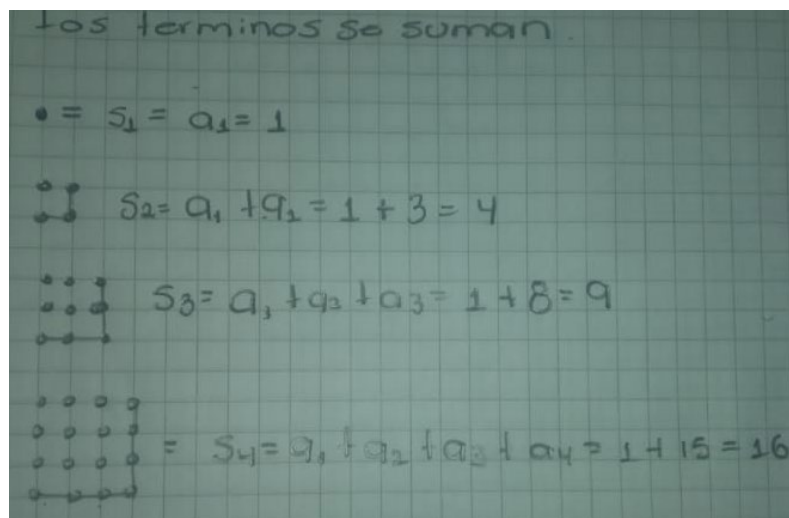 los terminos se suman.
= S1 = a1 = 1
S2 = a1 + a2 = 1 + 3 = 4
S3 = a1 + a2 + a3 = 1 + 8 = 9
= S4 = a1 + a2 + a3 + a4 = 1 + 15 = 16